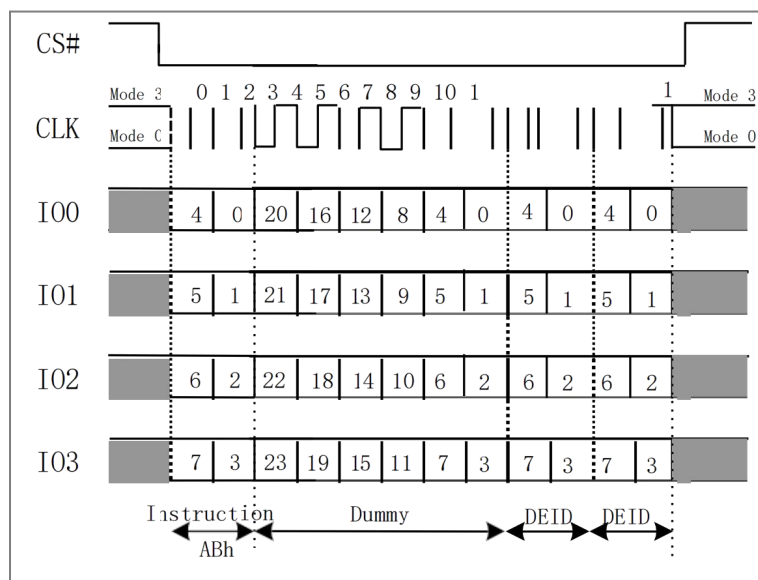 CS#
Mode 3 0 1 2 3 4 5 6 7 8 9 10 1 1 Mode 3
CLK
Mode 0 Mode 0
IO0 4 0 20 16 12 8 4 0 4 0 4 0
IO1 5 1 21 17 13 9 5 1 5 1 5 1
IO2 6 2 22 18 14 10 6 2 6 2 6 2
IO3 7 3 23 19 15 11 7 3 7 3 7 3
Instruction Dummy DEID DEID
ABh